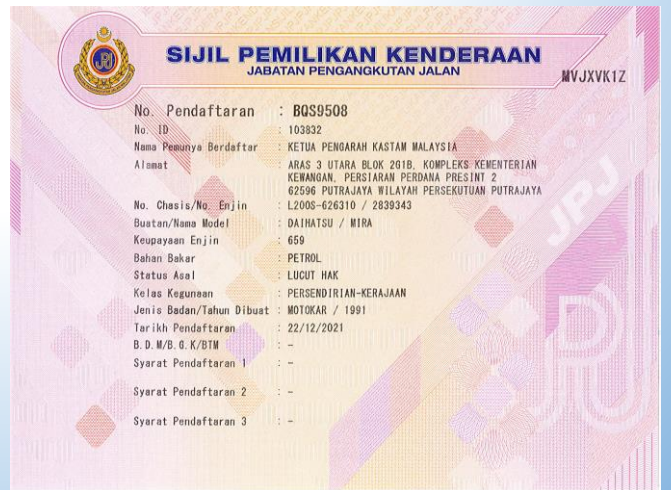 SIJIL PEMILIKAN KENDERAAN
JABATAN PENGANGKUTAN JALAN
MVJXVK1Z
No. Pendaftaran : BQS9508
No. ID : 103832
Nama Pemunya Berdaftar : KETUA PENGARAH KASTAM MALAYSIA
Alamat : ARAS 3 UTARA BLOK 2G1B, KOMPLEKS KEMENTERIAN
KEWANGAN, PERSIARAN PERDANA PRESINT 2
62596 PUTRAJAYA WILAYAH PERSEKUTUAN PUTRAJAYA
No. Chasis/No. Enjin : L200S-626310 / 2839343
Buatan/Nama Model : DAIHATSU / MIRA
Keupayaan Enjin : 659
Bahan Bakar : PETROL
Status Asal : LUCUT HAK
Kelas Kegunaan : PERSENDIRIAN-KERAJAAN
Jenis Badan/Tahun Dibuat : MOTOKAR / 1991
Tarikh Pendaftaran : 22/12/2021
B.D.M/B.G.K/BTM : -
Syarat Pendaftaran 1 : -
Syarat Pendaftaran 2 : -
Syarat Pendaftaran 3 : -
JPJ